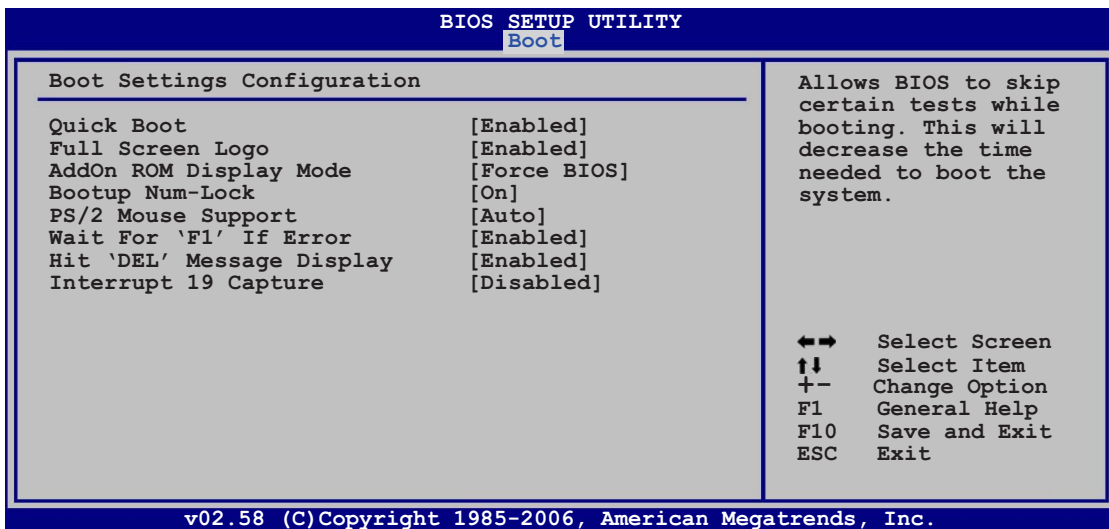 BIOS SETUP UTILITY
Boot
Boot Settings Configuration
Quick Boot [Enabled]
Full Screen Logo [Enabled]
AddOn ROM Display Mode [Force BIOS]
Bootup Num-Lock [On]
PS/2 Mouse Support [Auto]
Wait For ‘F1’ If Error [Enabled]
Hit ‘DEL’ Message Display [Enabled]
Interrupt 19 Capture [Disabled]
Allows BIOS to skip
certain tests while
booting. This will
decrease the time
needed to boot the
system.
←→ Select Screen
↑↓ Select Item
+- Change Option
F1 General Help
F10 Save and Exit
ESC Exit
v02.58 (C)Copyright 1985-2006, American Megatrends, Inc.